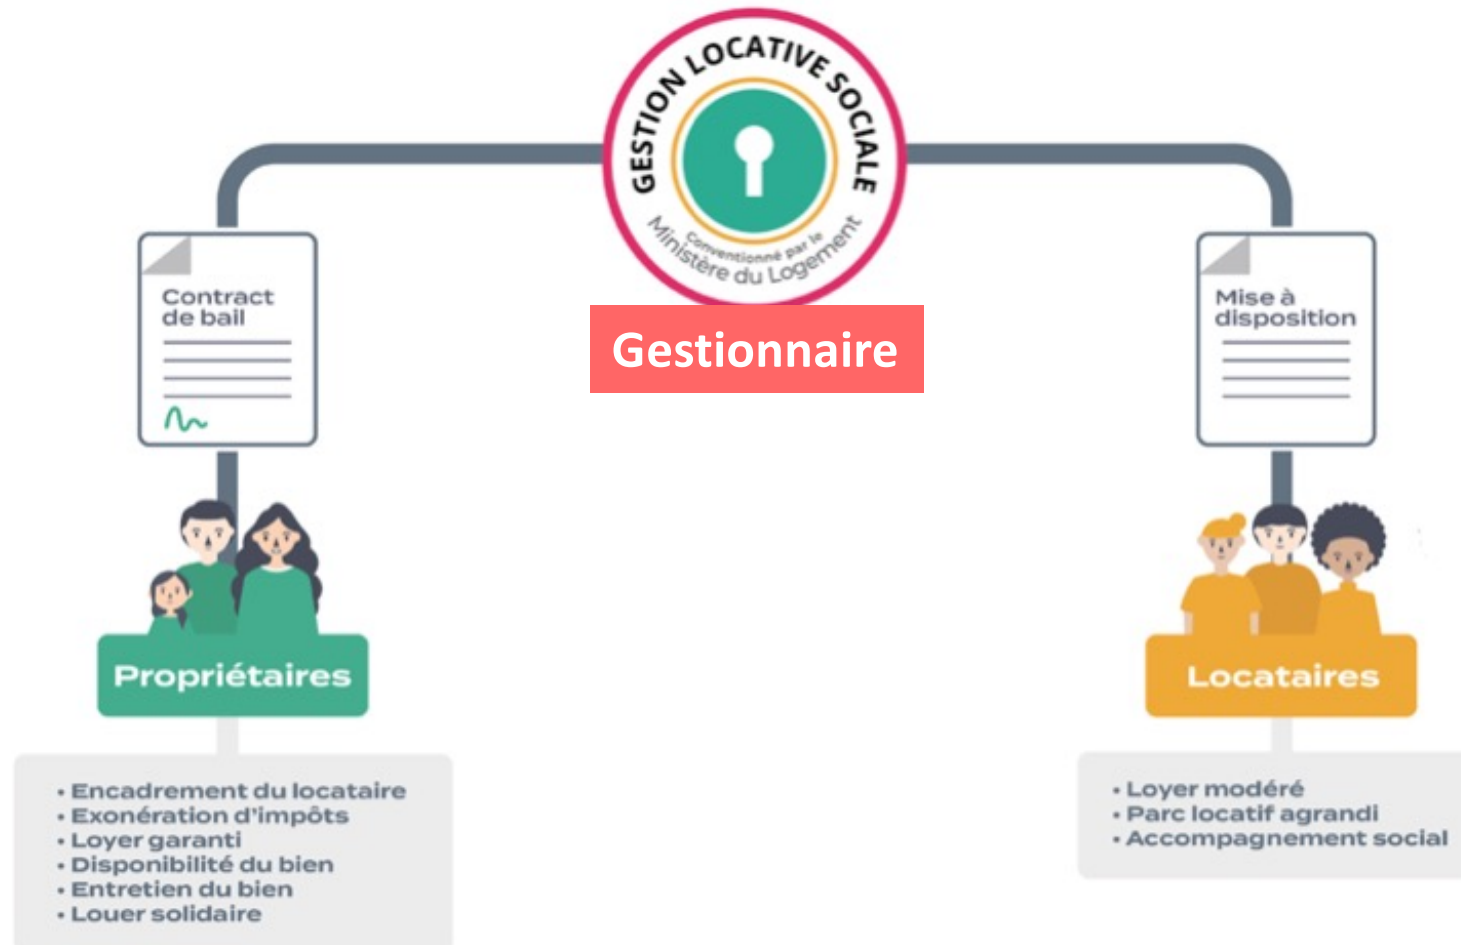 GESTION LOCATIVE SOCIALE
Conventionné par le
Ministère du Logement
Gestionnaire
Contract
de bail
Mise à
disposition
Propriétaires
Locataires
• Encadrement du locataire
• Exonération d'impôts
• Loyer garanti
• Disponibilité du bien
• Entretien du bien
• Louer solidaire
• Loyer modéré
• Parc locatif agrandi
• Accompagnement social